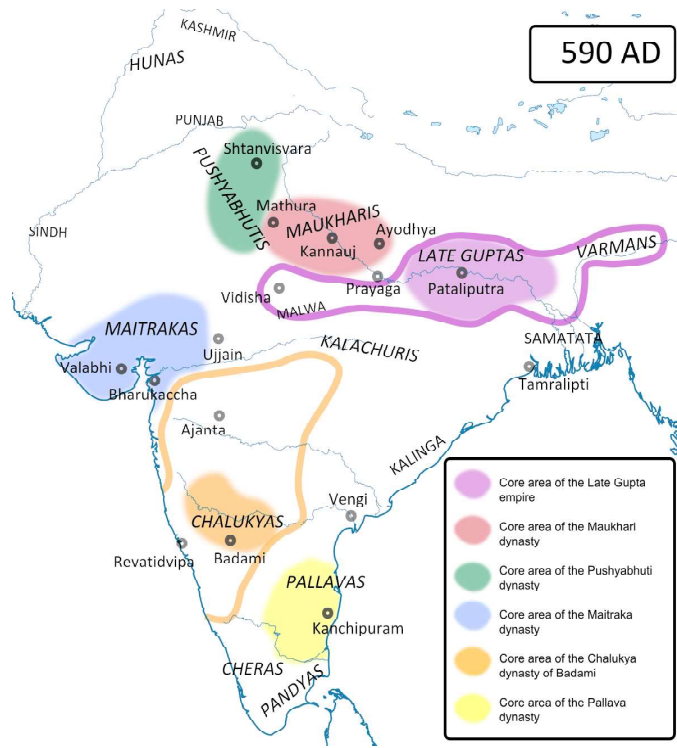 590 AD
KASHMIR
HUNAS
PUNJAB
Shtanvisvara
PUSHYABHUTIS
Mathura
MAUKHARIS
Ayodhya
Kannauj
SINDH
LATE GUPTAS
VARMANS
Prayaga
Pataliputra
Vidisha
MALWA
MAITRAKAS
SAMATATA
Ujjain
KALACHURIS
Valabhi
Tamralipti
Bharukaccha
Ajanta
KALINGA
Vengi
CHALUKYAS
Revatidvipa
Badami
PALLAVAS
Kanchipuram
CHERAS
PANDYAS
Core area of the Late Gupta
empire
Core area of the Maukharl
dynasty
Core area of the Pushyabhuti
dynasty
Core area of the Maitraka
dynasty
Core area of the Chalukya
dynasty of Badami
Core area of the Pallava
dynasty